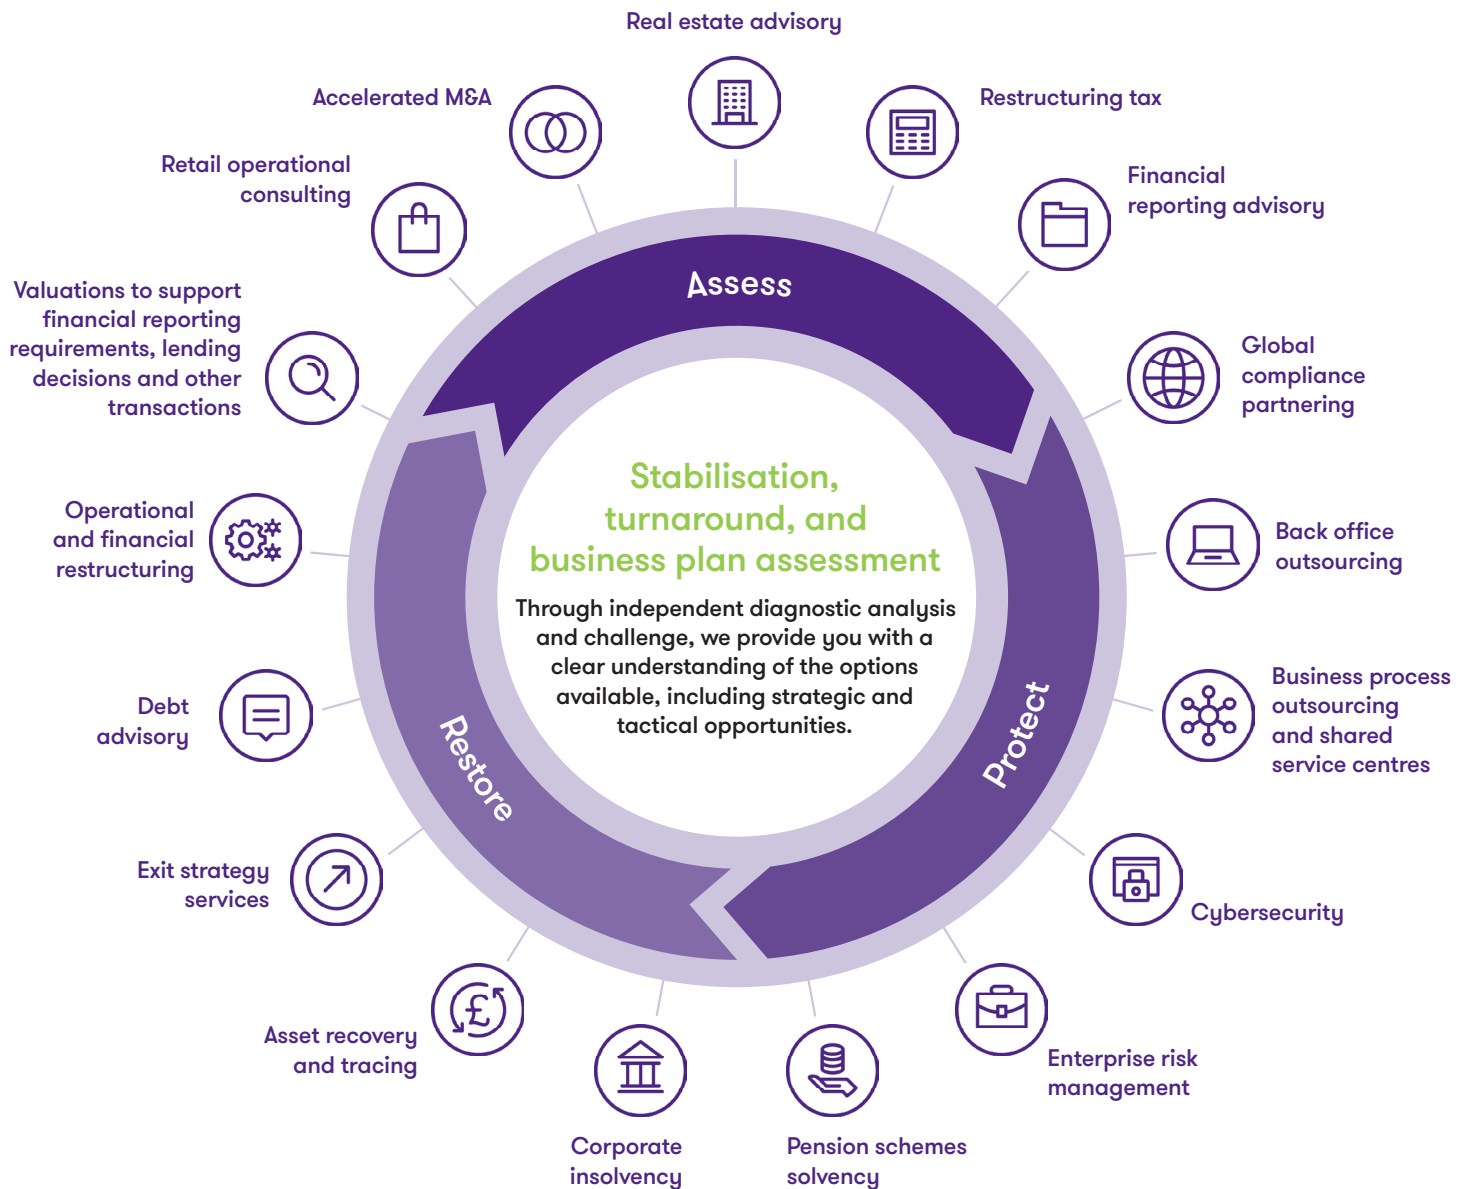 Real estate advisory
Accelerated M&A
Restructuring tax
Retail operational
consulting
Financial
reporting advisory
Valuations to support
financial reporting
requirements, lending
decisions and other
transactions
Global
compliance
partnering
Operational
and financial
restructuring
Back office
outsourcing
Debt
advisory
Business process
outsourcing
and shared
service centres
Exit strategy
services
Cybersecurity
Asset recovery
and tracing
Enterprise risk
management
Corporate
insolvency
Pension schemes
solvency
Assess
Protect
Restore
Stabilisation,
turnaround, and
business plan assessment
Through independent diagnostic analysis
and challenge, we provide you with a
clear understanding of the options
available, including strategic and
tactical opportunities.
£